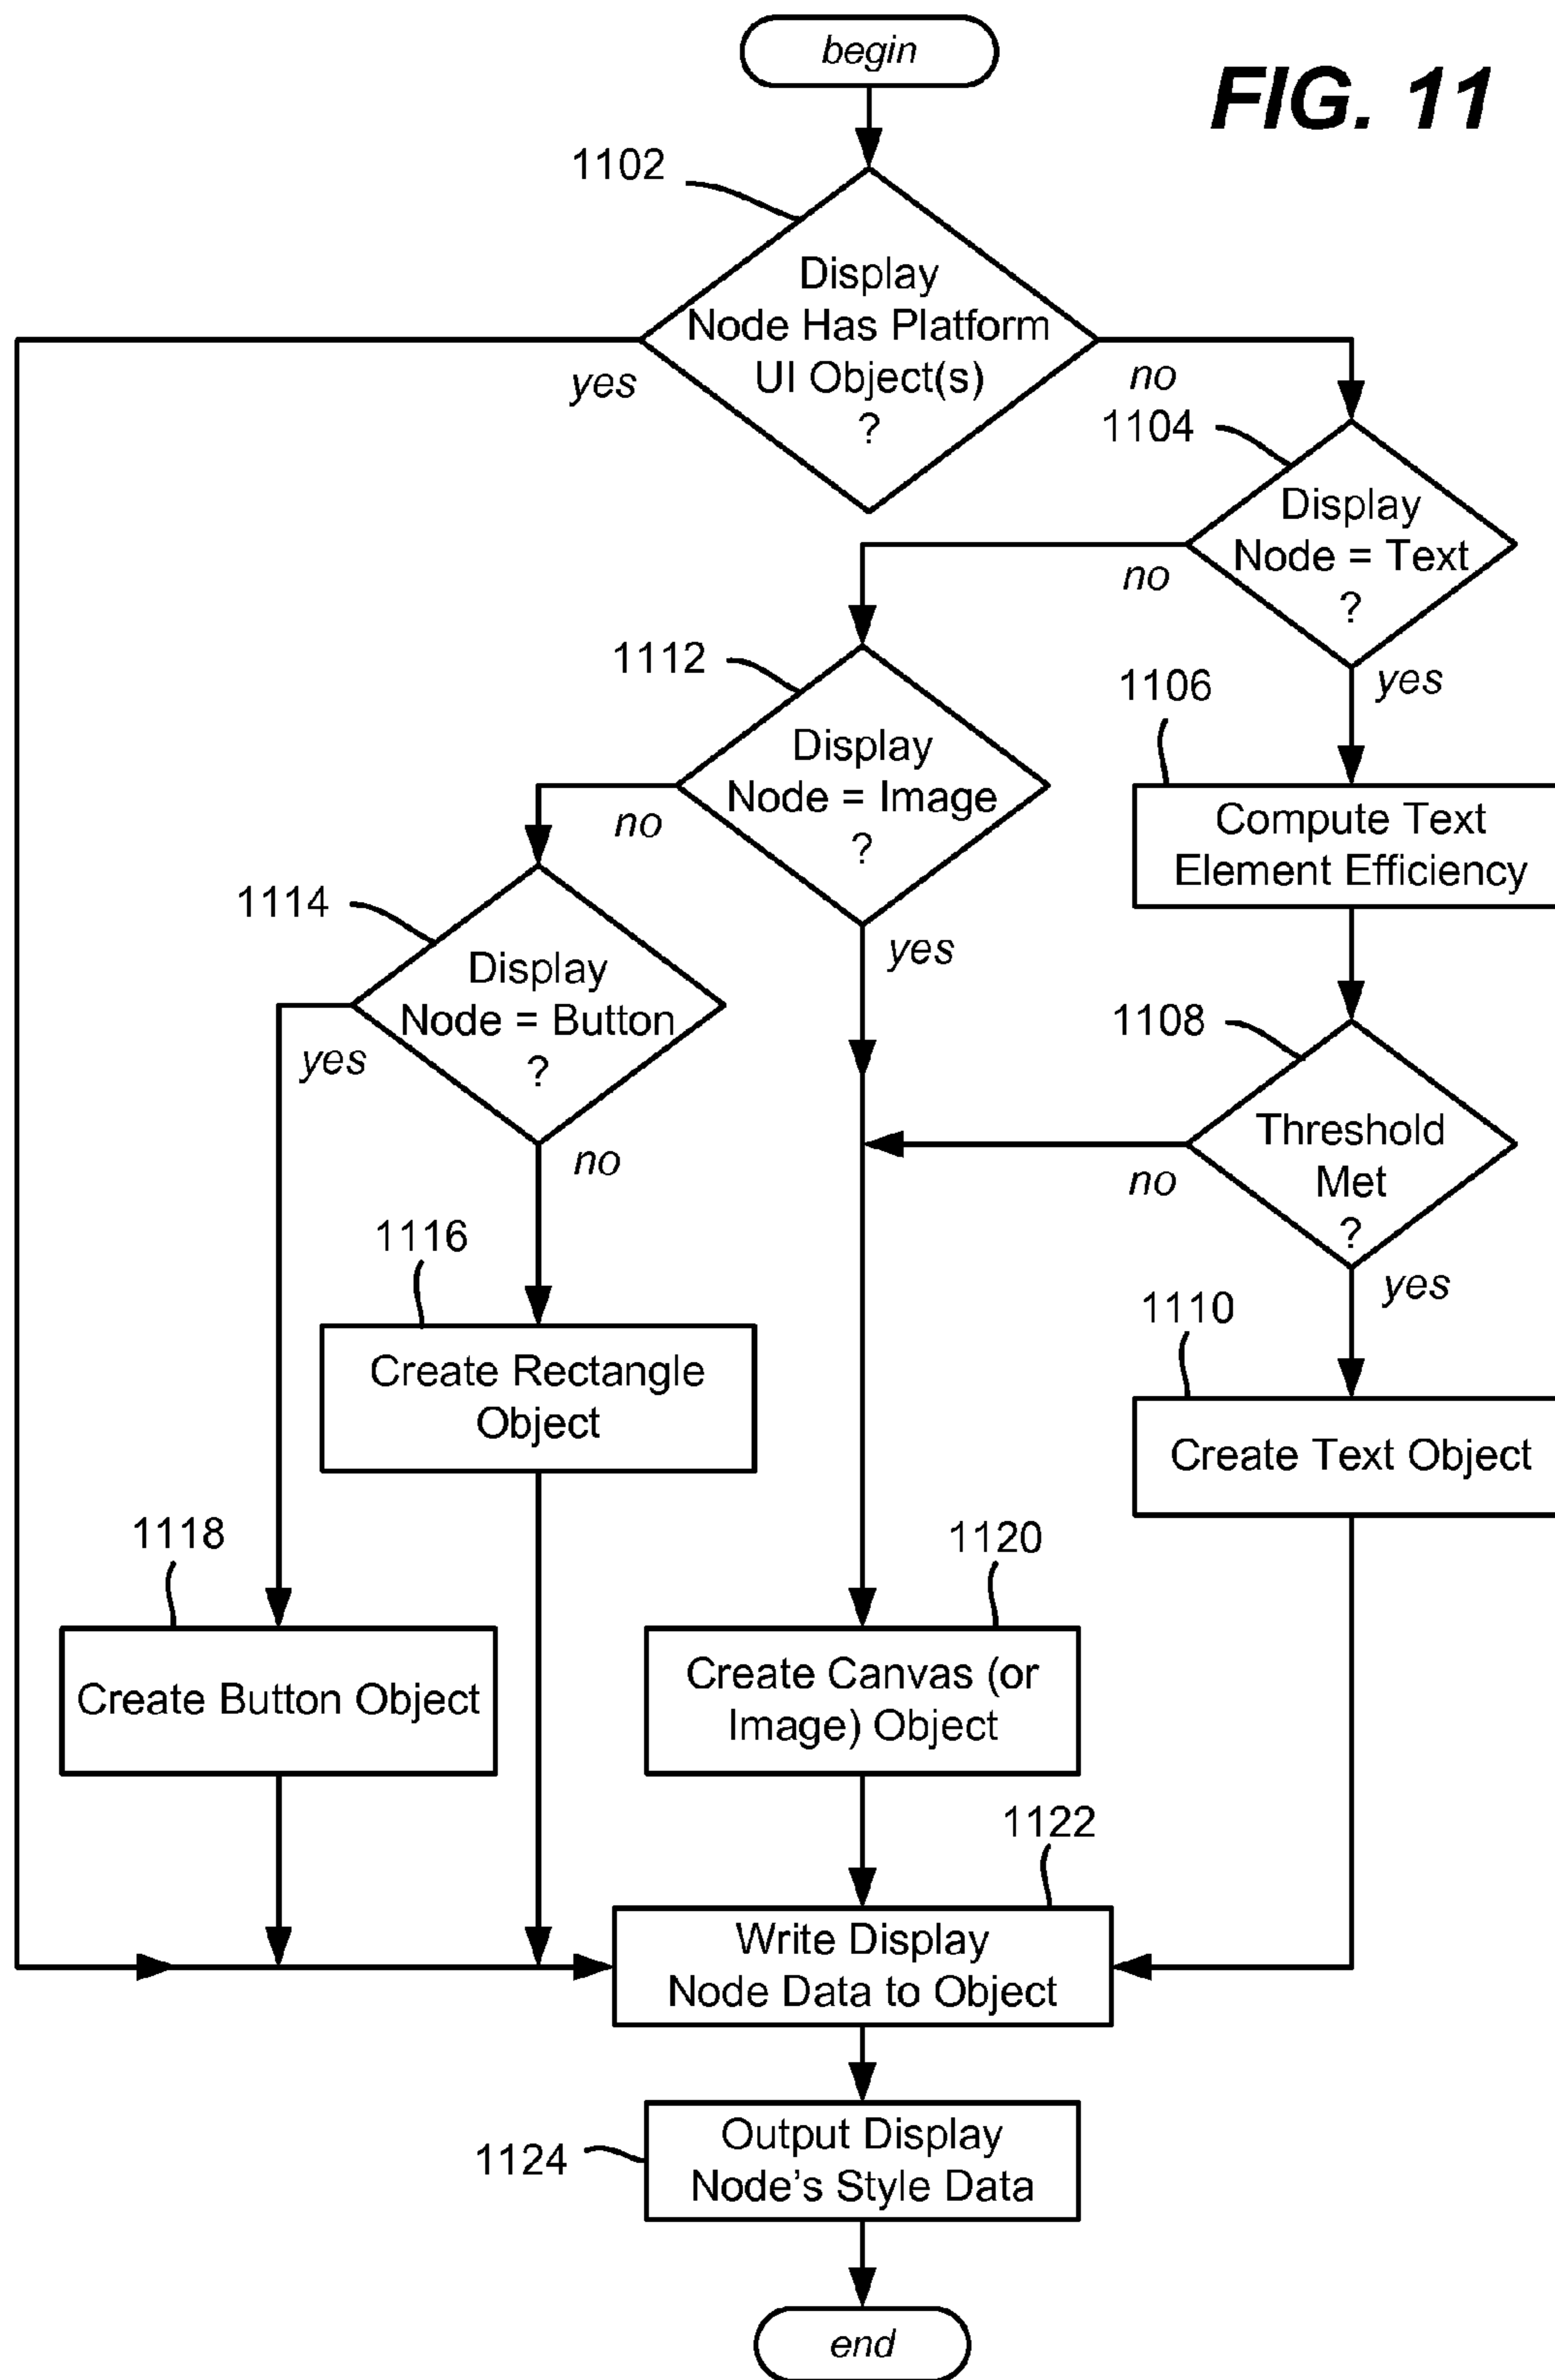 begin
FIG. 11
1102
Display
Node Has Platform
UI Object(s)
?
yes
no
1104
Display
Node = Text
?
no
yes
1112
Display
Node = Image
?
no
yes
1106
Compute Text
Element Efficiency
1114
Display
Node = Button
?
yes
no
1108
Threshold
Met
?
no
yes
1116
Create Rectangle
Object
1110
Create Text Object
1118
Create Button Object
1120
Create Canvas (or
Image) Object
1122
Write Display
Node Data to Object
1124
Output Display
Node's Style Data
end